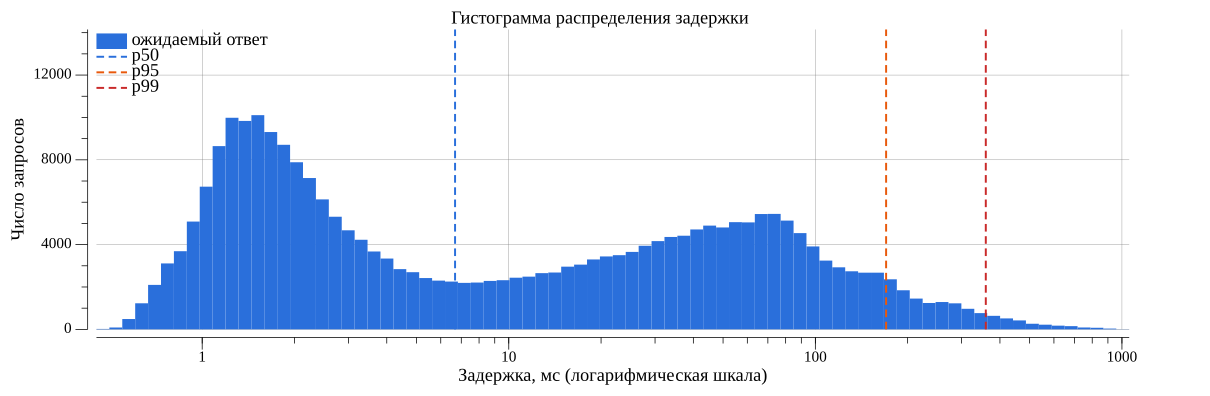 Гистограмма распределения задержки
ожидаемый ответ
p50
p95
p99
Число запросов
12000
8000
4000
0
1
10
100
1000
Задержка, мс (логарифмическая шкала)